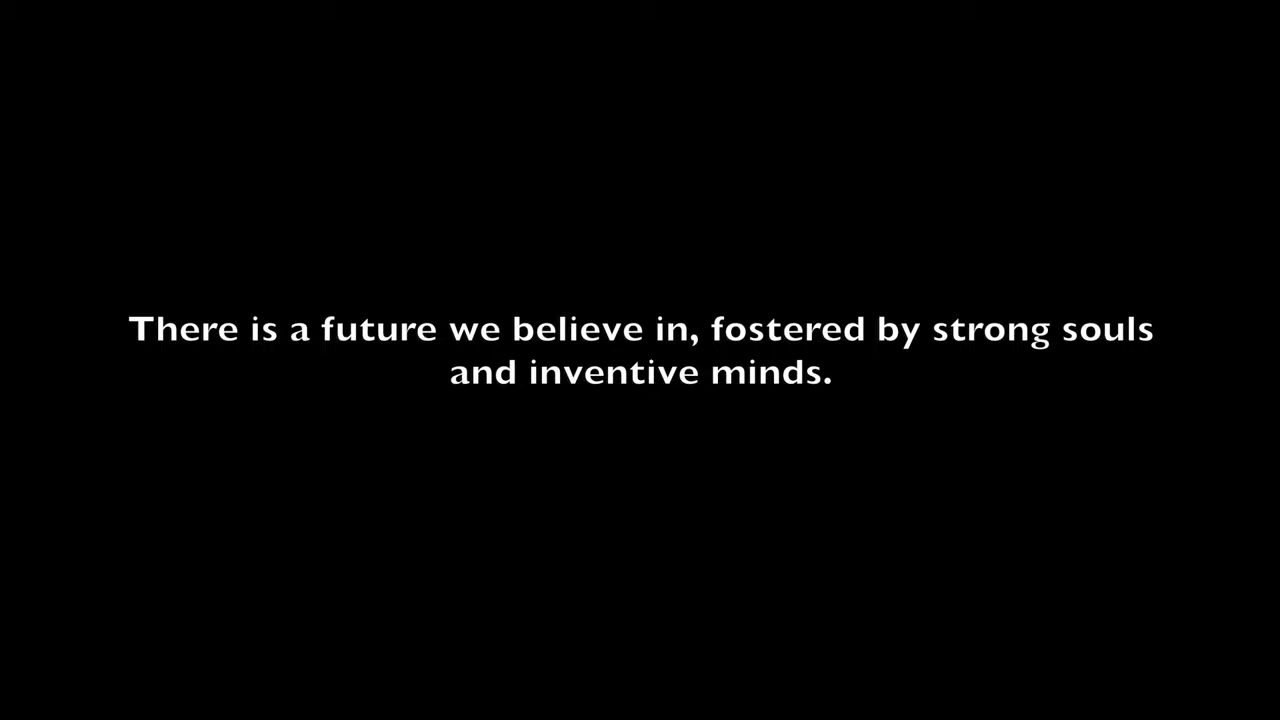 There is a future we believe in, fostered by strong souls
and inventive minds.